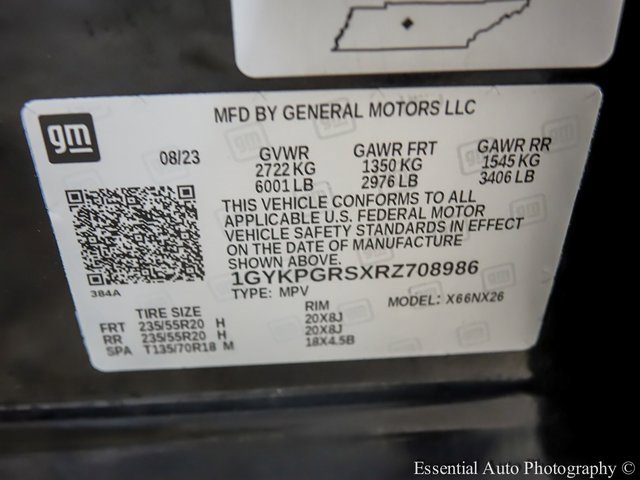 MFD BY GENERAL MOTORS LLC
gm
08/23
GVWR GAWR FRT GAWR RR
2722 KG 1350 KG 1545 KG
6001 LB 2976 LB 3406 LB
THIS VEHICLE CONFORMS TO ALL
APPLICABLE U.S. FEDERAL MOTOR
VEHICLE SAFETY STANDARDS IN EFFECT
ON THE DATE OF MANUFACTURE
SHOWN ABOVE.
1GYKPGRSXRZ708986
TYPE: MPV MODEL: X66NX26
384A
TIRE SIZE RIM
FRT 235/55R20 H 20X8J
RR 235/55R20 H 20X8J
SPA T135/70R18 M 18X4.5B
Essential Auto Photography ©